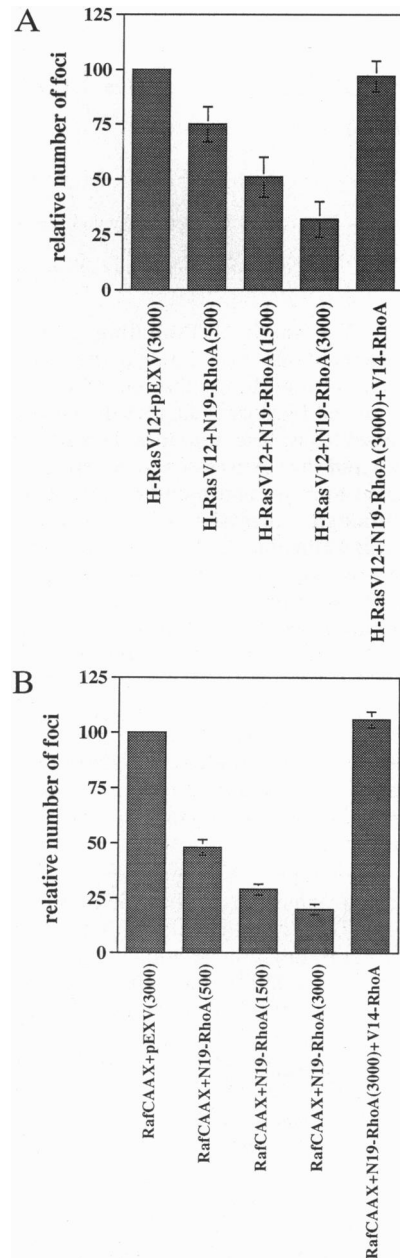 A
relative number of foci
125
100
75
50
25
0
H-RasV12+pEXV(3000)
H-RasV12+N19-RhoA(500)
H-RasV12+N19-RhoA(1500)
H-RasV12+N19-RhoA(3000)
H-RasV12+N19-RhoA(3000)+V14-RhoA
B
relative number of foci
125
100
75
50
25
0
RafCAAX+pEXV(3000)
RafCAAX+N19-RhoA(500)
RafCAAX+N19-RhoA(1500)
RafCAAX+N19-RhoA(3000)
RafCAAX+N19-RhoA(3000)+V14-RhoA